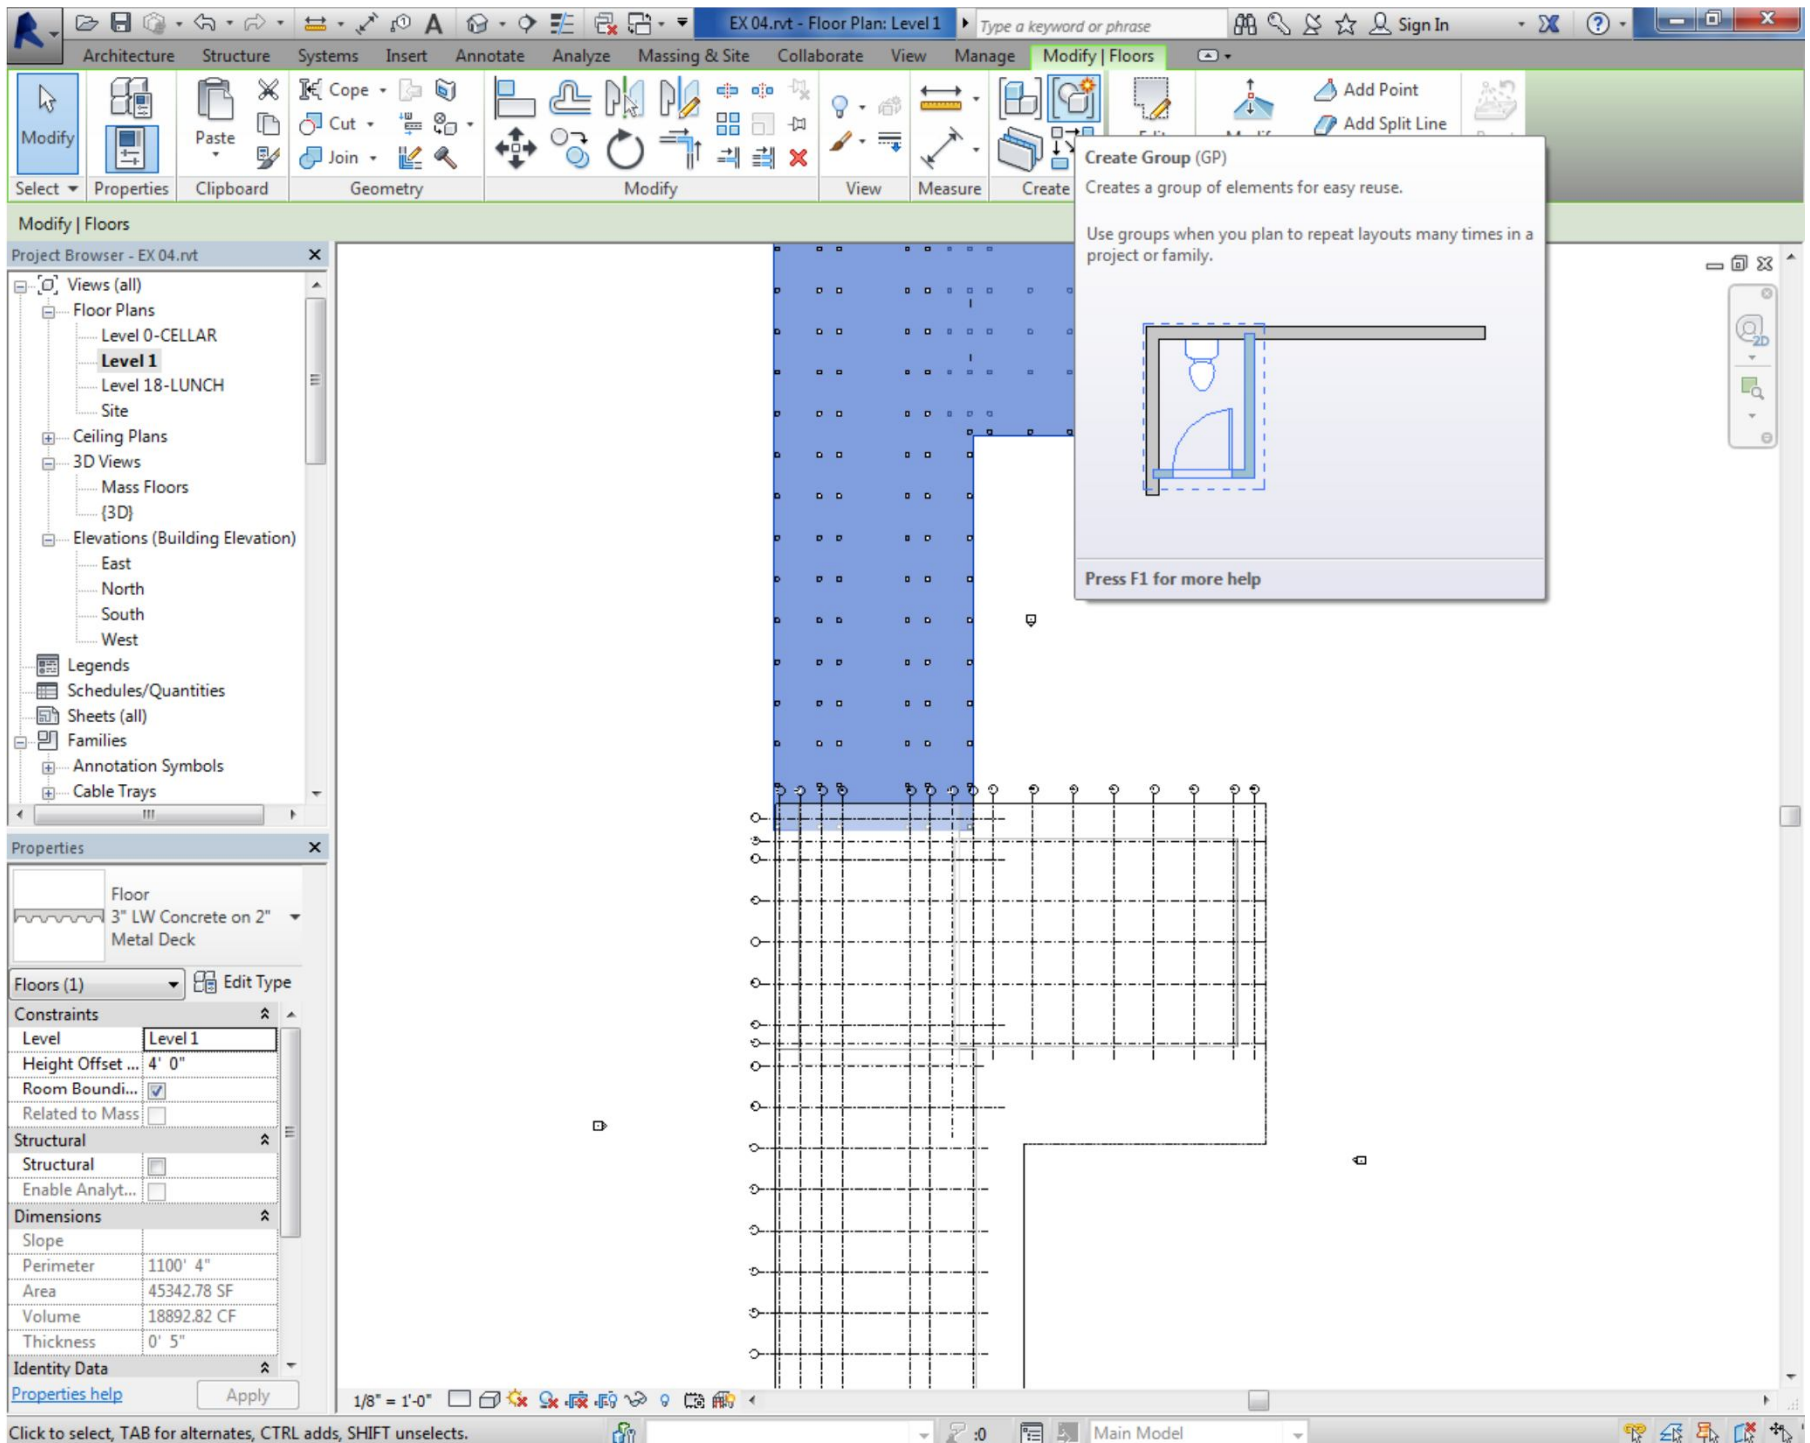 EX 04.rvt - Floor Plan: Level 1
Type a keyword or phrase
Sign In
Architecture Structure Systems Insert Annotate Analyze Massing & Site Collaborate View Manage Modify | Floors
Cope
Add Point
Modify
Paste
Cut
Add Split Line
Join
Select Properties Clipboard Geometry Modify View Measure Create
Create Group (GP)
Creates a group of elements for easy reuse.
Use groups when you plan to repeat layouts many times in a
project or family.
Press F1 for more help
Modify | Floors
Project Browser - EX 04.rvt
Views (all)
Floor Plans
Level 0-CELLAR
Level 1
Level 18-LUNCH
Site
Ceiling Plans
3D Views
Mass Floors
{3D}
Elevations (Building Elevation)
East
North
South
West
Legends
Schedules/Quantities
Sheets (all)
Families
Annotation Symbols
Cable Trays
2D
Properties
Floor
3" LW Concrete on 2"
Metal Deck
Floors (1)
Edit Type
Constraints
Level Level 1
Height Offset ... 4' 0"
Room Boundi...
Related to Mass
Structural
Structural
Enable Analyt...
Dimensions
Slope
Perimeter 1100' 4"
Area 45342.78 SF
Volume 18892.82 CF
Thickness 0' 5"
Identity Data
Properties help
Apply
1/8" = 1'-0"
Click to select, TAB for alternates, CTRL adds, SHIFT unselects.
:0
Main Model